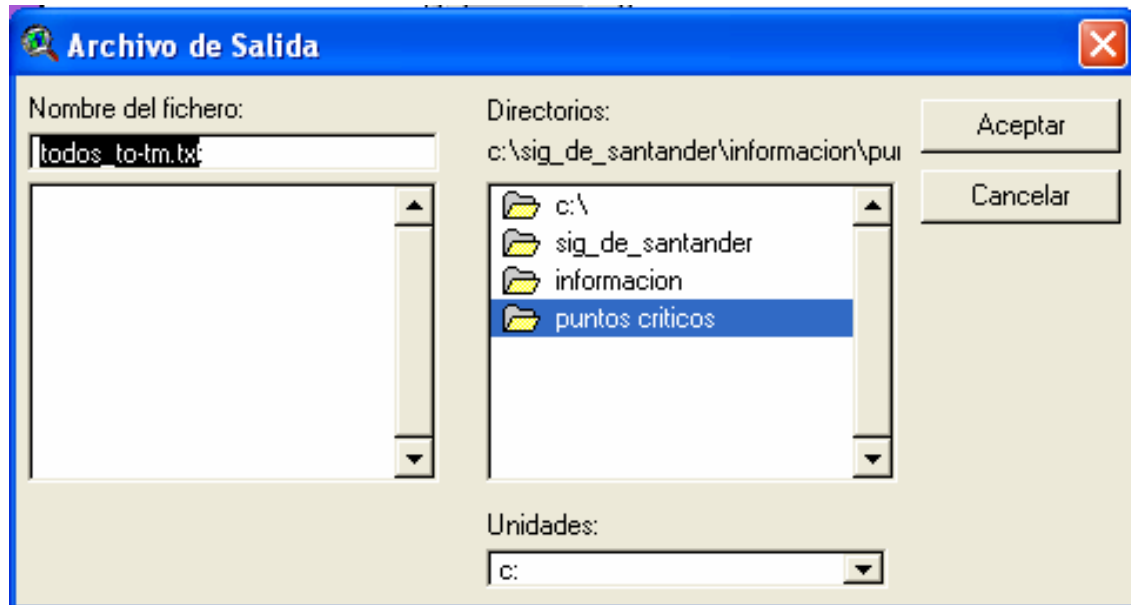 Archivo de Salida
Nombre del fichero:
todos_to-tm.txt
Directorios:
c:\sig_de_santander\informacion\pu
Aceptar
Cancelar
c:\
sig_de_santander
informacion
puntos criticos
Unidades:
c: